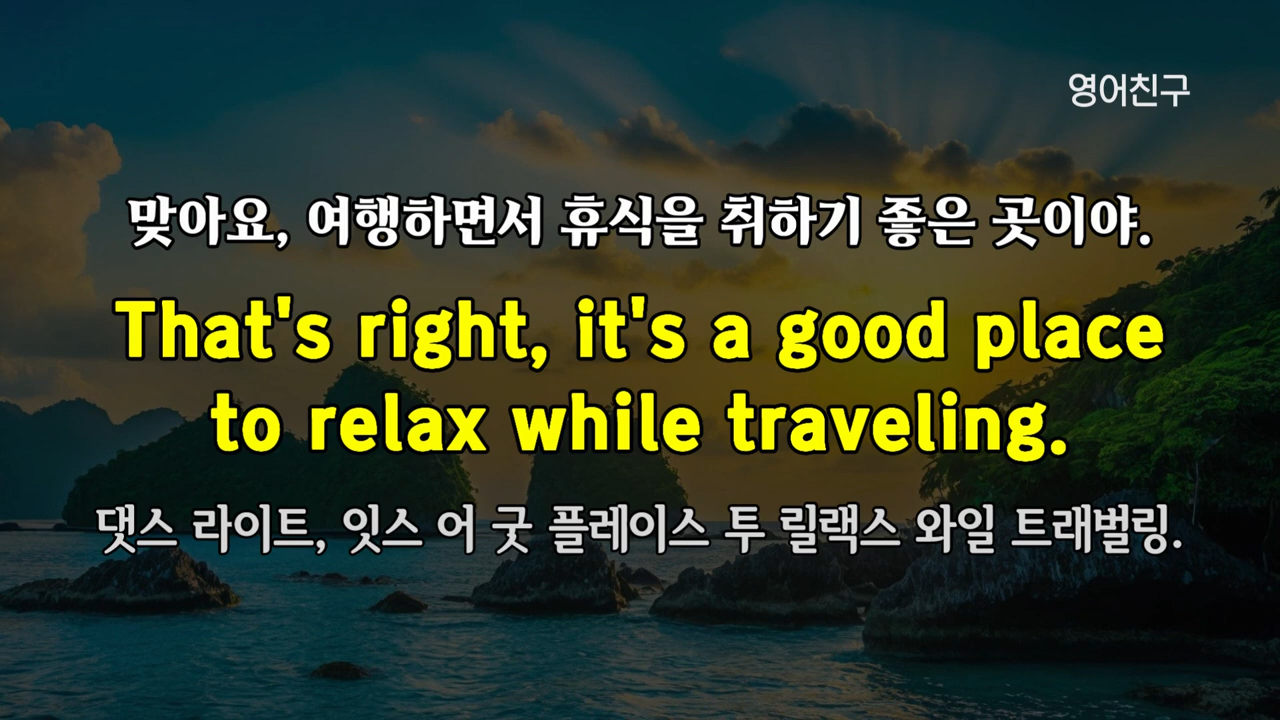 영어친구
맞아요, 여행하면서 휴식을 취하기 좋은 곳이야.
That's right, it's a good place
to relax while traveling.
댓스 라이트, 잇스 어 굿 플레이스 투 릴랙스 와일 트래벌링.